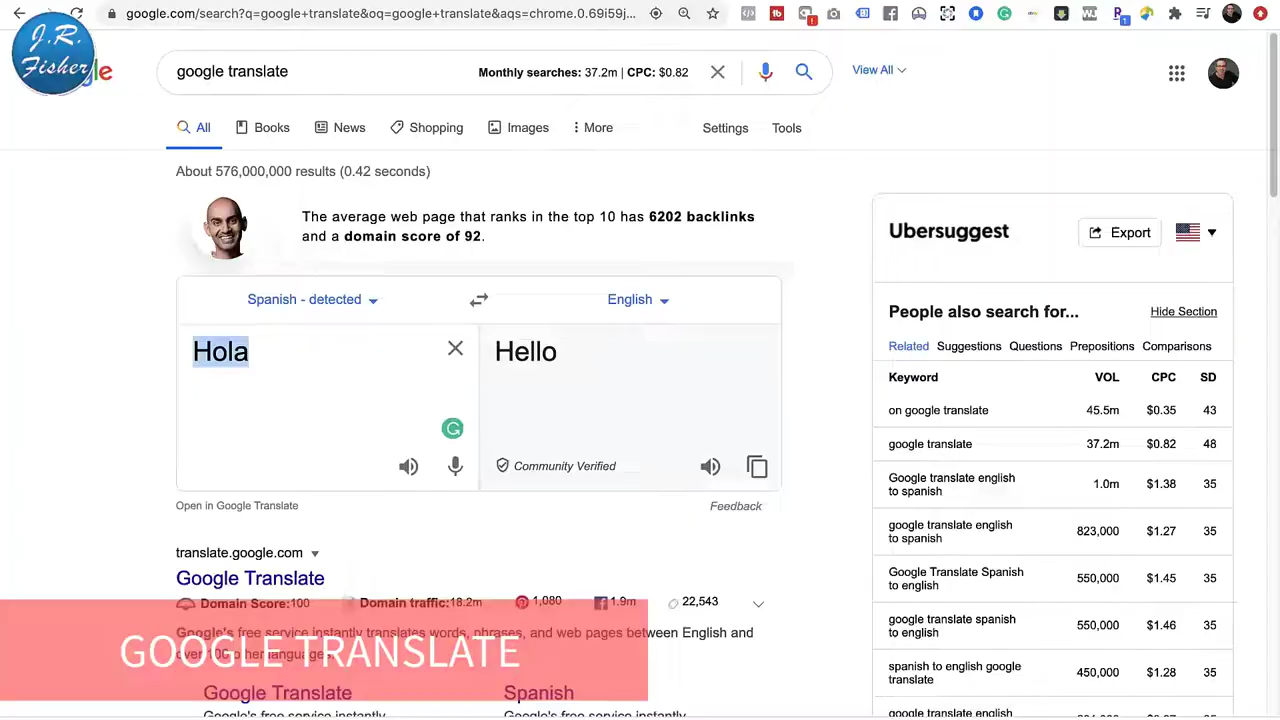 google.com/search?q=google+translate&oq=google+translate&aqs=chrome.0.69i59j...
J.R.
Fisher
le
google translate
Monthly searches: 37.2m | CPC: $0.82
View All
All
Books
News
Shopping
Images
More
Settings
Tools
About 576,000,000 results (0.42 seconds)
The average web page that ranks in the top 10 has 6202 backlinks
and a domain score of 92.
Spanish - detected
English
Hola
Hello
Community Verified
Open in Google Translate
Feedback
translate.google.com
Google Translate
Domain Score:100
Domain traffic:18.2m
1,080
1.9m
22,543
Google's free service instantly translates words, phrases, and web pages between English and
over 100 other languages.
GOOGLE TRANSLATE
Google Translate
Spanish
Google's free service instantly
Google's free service instantly
Ubersuggest
Export
People also search for...
Hide Section
Related Suggestions Questions Prepositions Comparisons
Keyword VOL CPC SD
on google translate 45.5m $0.35 43
google translate 37.2m $0.82 48
Google translate english
to spanish 1.0m $1.38 35
google translate english
to spanish 823,000 $1.27 35
Google Translate Spanish
to english 550,000 $1.45 35
google translate spanish
to english 550,000 $1.46 35
spanish to english google
translate 450,000 $1.28 35
google translate english